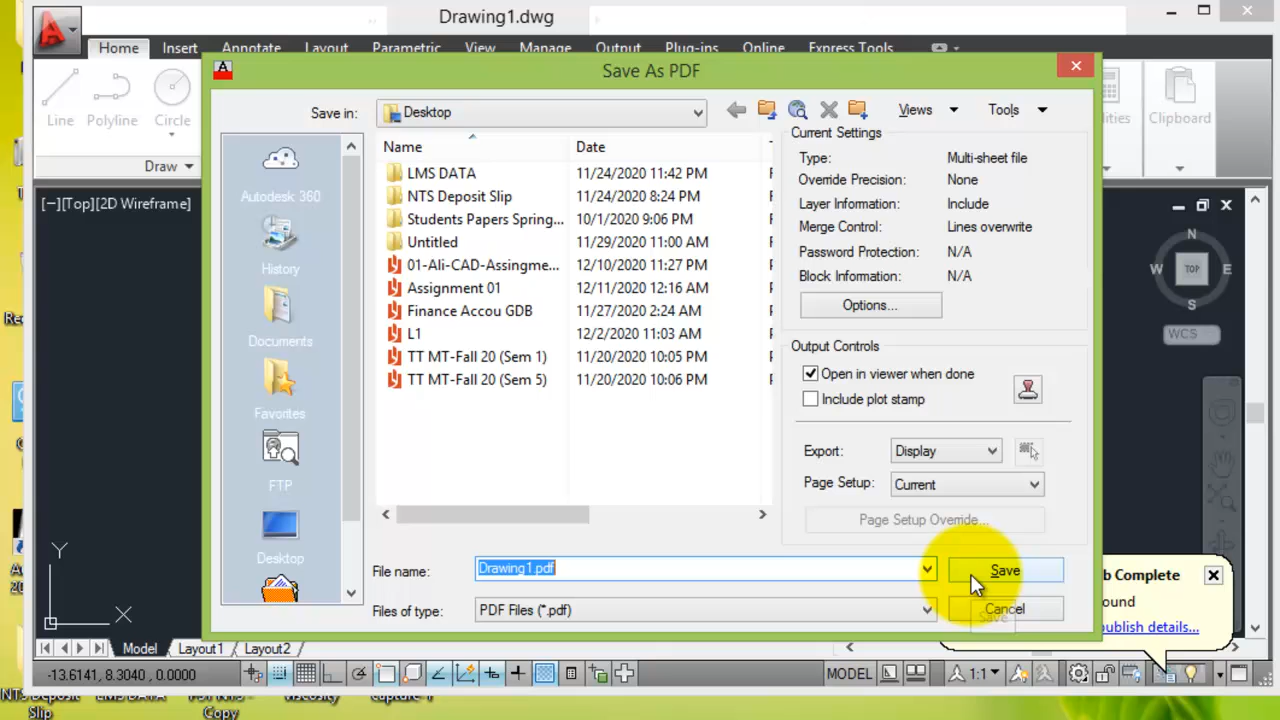 Drawing1.dwg
Home Insert Annotate Layout Parametric View Manage Output Plug-ins Online Express Tools
Line Polyline Circle
Draw
Clipboard
[−][Top][2D Wireframe]
Save As PDF
Save in: Desktop
Views Tools
Name Date
Autodesk 360
History
Documents
Favorites
FTP
Desktop
LMS DATA 11/24/2020 11:42 PM
NTS Deposit Slip 11/24/2020 8:24 PM
Students Papers Spring... 10/1/2020 9:06 PM
Untitled 11/29/2020 11:00 AM
01-Ali-CAD-Assingme... 12/10/2020 11:27 PM
Assignment 01 12/11/2020 12:16 AM
Finance Accou GDB 11/27/2020 2:24 AM
L1 12/2/2020 11:03 AM
TT MT-Fall 20 (Sem 1) 11/20/2020 10:05 PM
TT MT-Fall 20 (Sem 5) 11/20/2020 10:06 PM
Current Settings
Type: Multi-sheet file
Override Precision: None
Layer Information: Include
Merge Control: Lines overwrite
Password Protection: N/A
Block Information: N/A
Options...
Output Controls
Open in viewer when done
Include plot stamp
Export: Display
Page Setup: Current
Page Setup Override...
File name: Drawing1.pdf
Save
Files of type: PDF Files (*.pdf)
Cancel
Save
N
W TOP E
S
WCS
b Complete
ound
publish details...
Y
X
Model Layout1 Layout2
-13.6141, 8.3040 , 0.0000
MODEL 1:1
NTS Deposit
Slip
LMS DATA
Copy